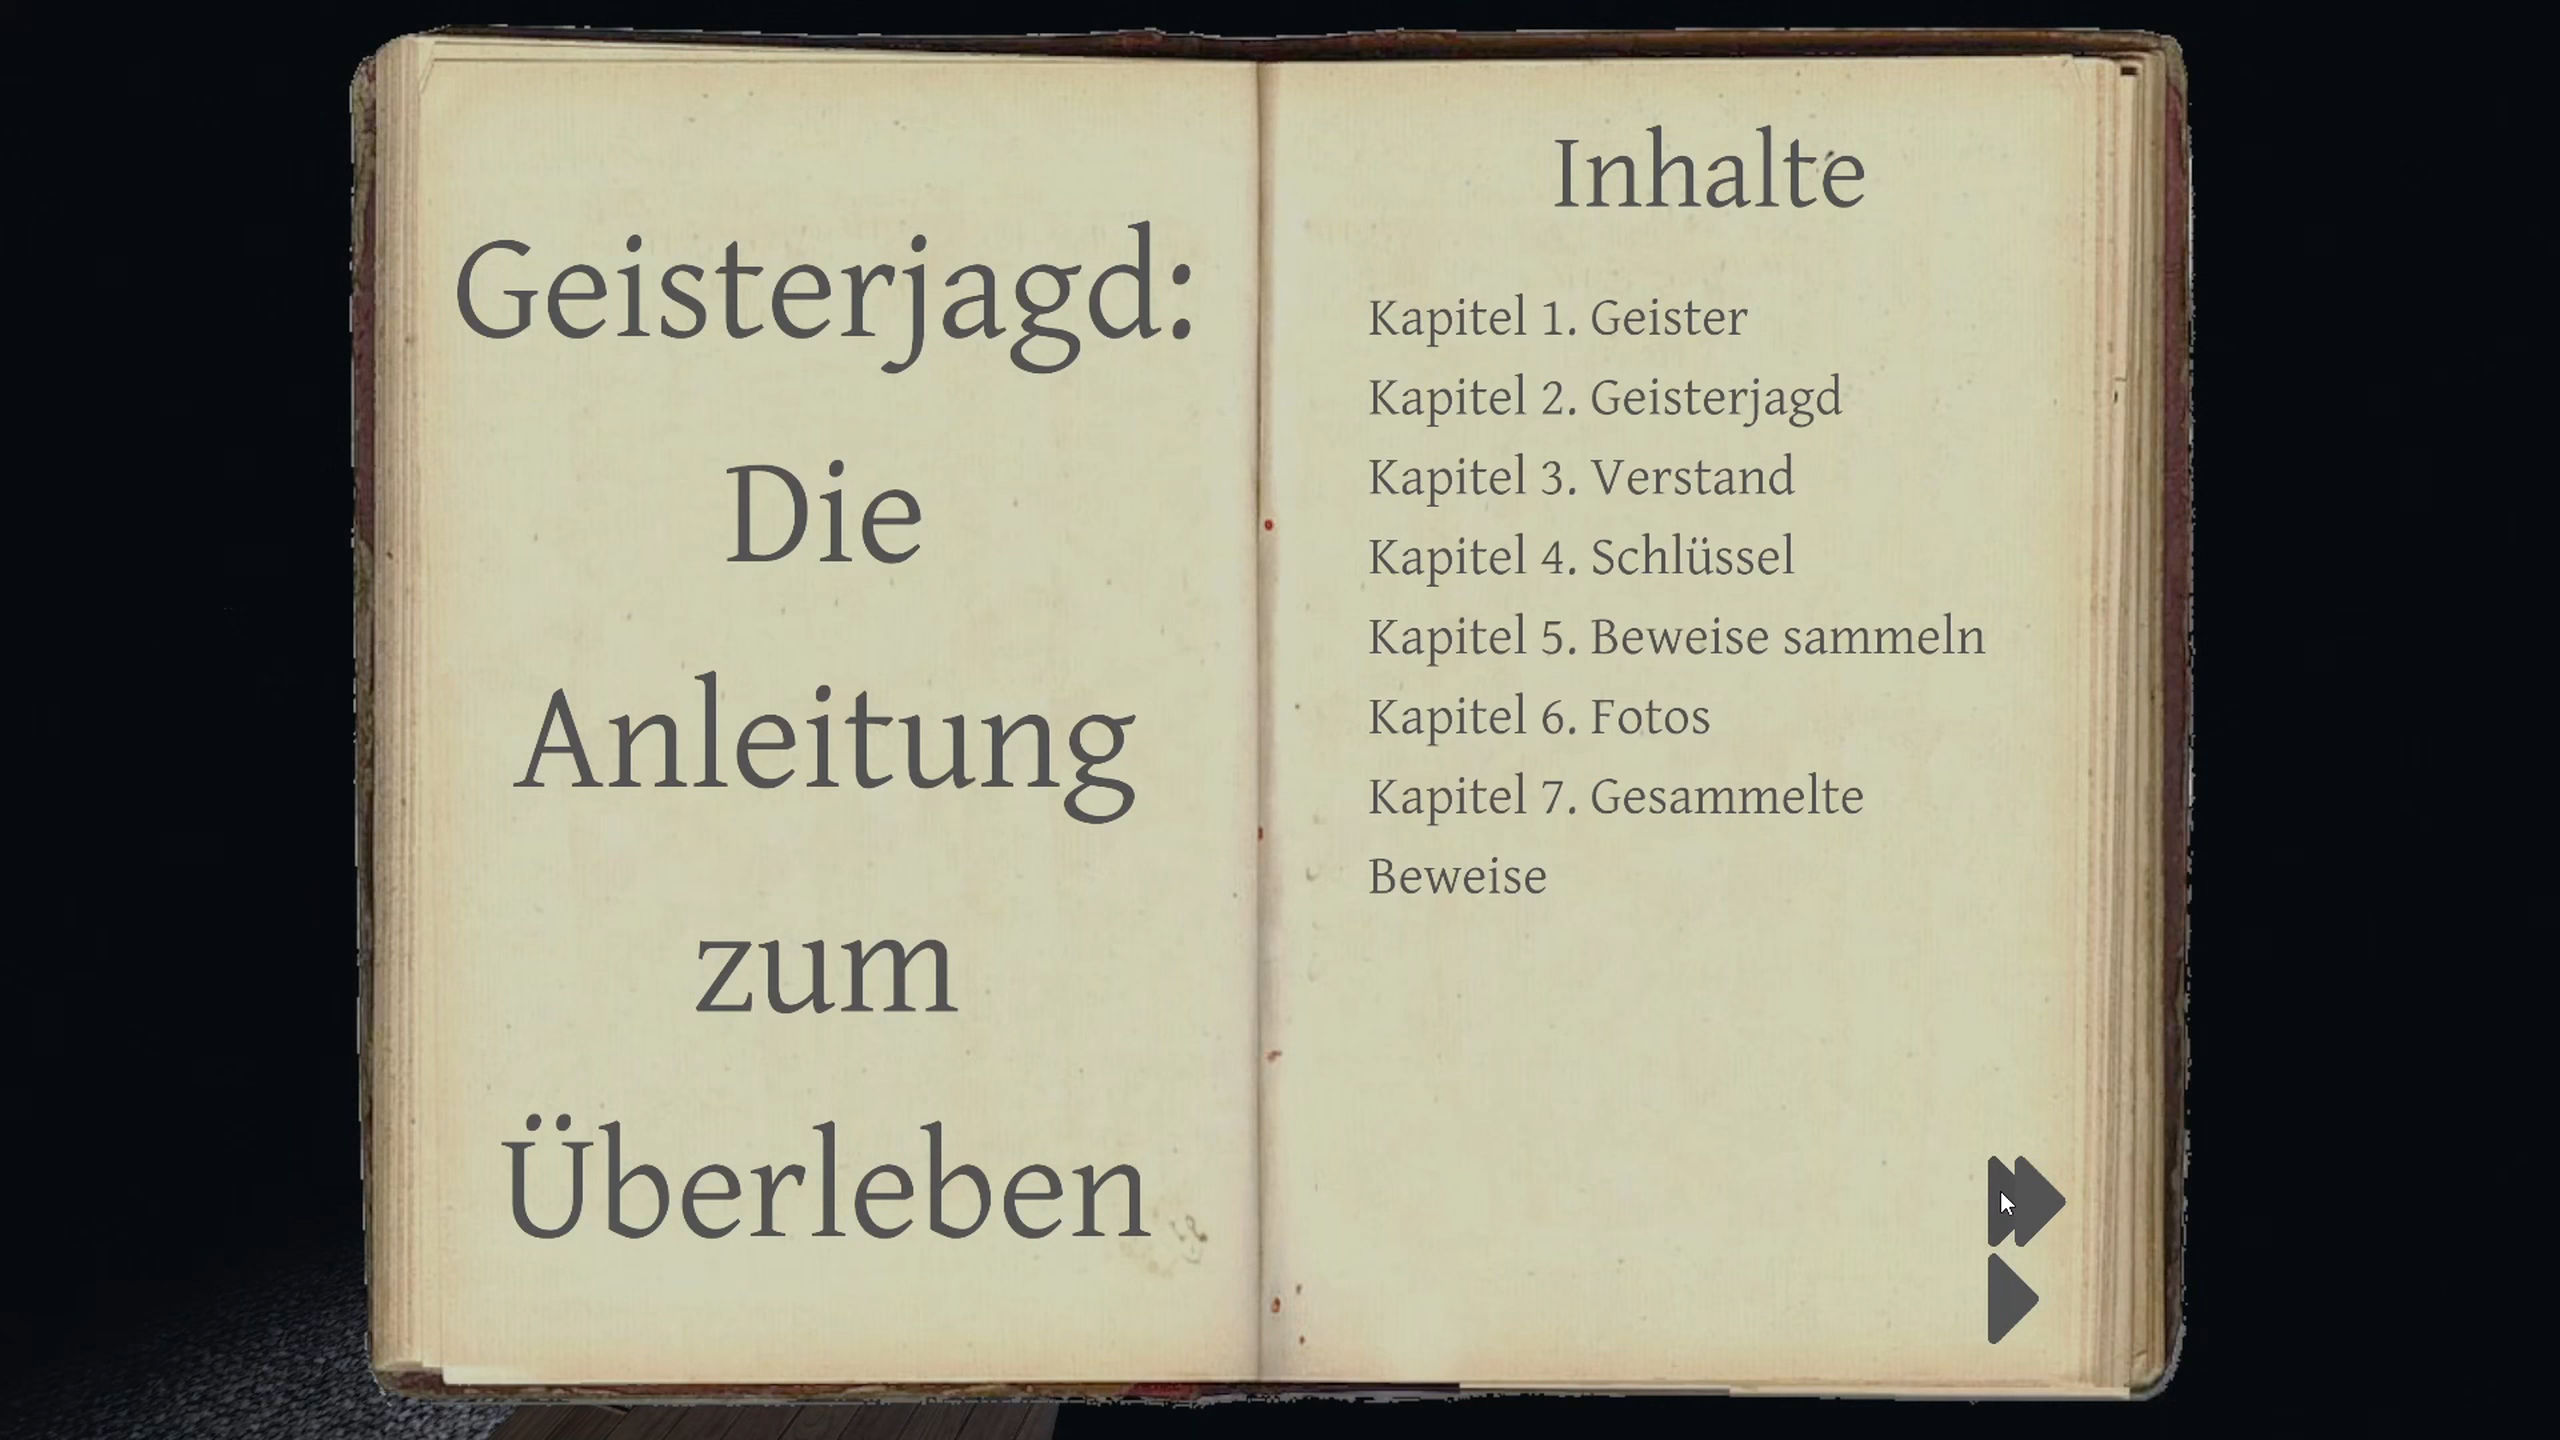 Geisterjagd:
Die
Anleitung
zum
Überleben
Inhalte
Kapitel 1. Geister
Kapitel 2. Geisterjagd
Kapitel 3. Verstand
Kapitel 4. Schlüssel
Kapitel 5. Beweise sammeln
Kapitel 6. Fotos
Kapitel 7. Gesammelte
Beweise